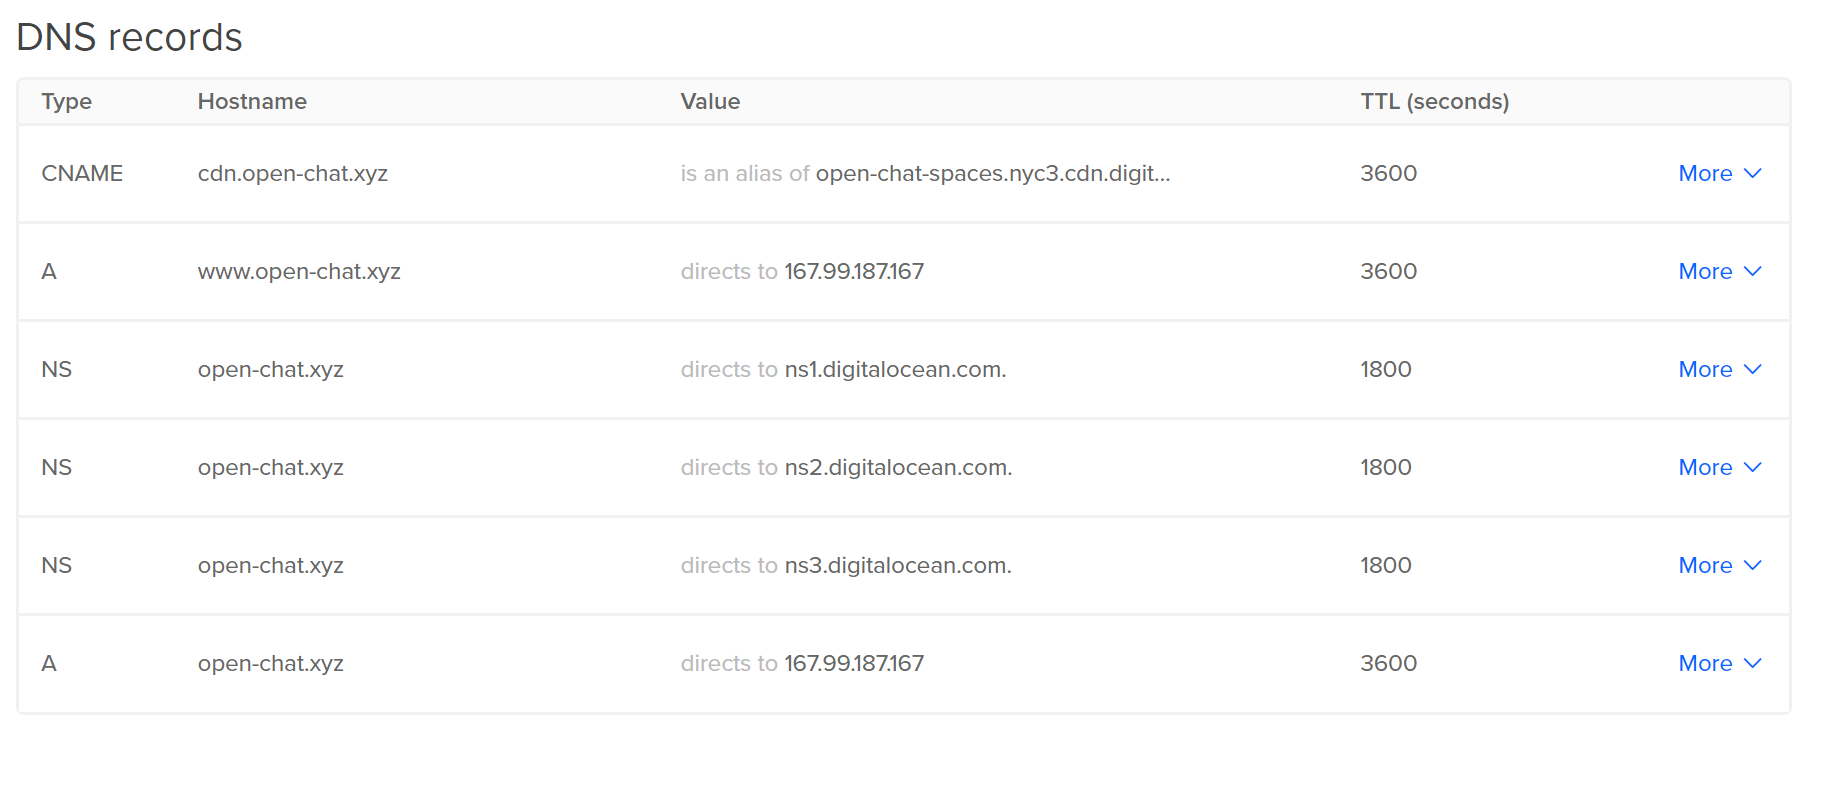 DNS records
Type Hostname Value TTL (seconds)
CNAME cdn.open-chat.xyz is an alias of open-chat-spaces.nyc3.cdn.digit... 3600 More
A www.open-chat.xyz directs to 167.99.187.167 3600 More
NS open-chat.xyz directs to ns1.digitalocean.com. 1800 More
NS open-chat.xyz directs to ns2.digitalocean.com. 1800 More
NS open-chat.xyz directs to ns3.digitalocean.com. 1800 More
A open-chat.xyz directs to 167.99.187.167 3600 More